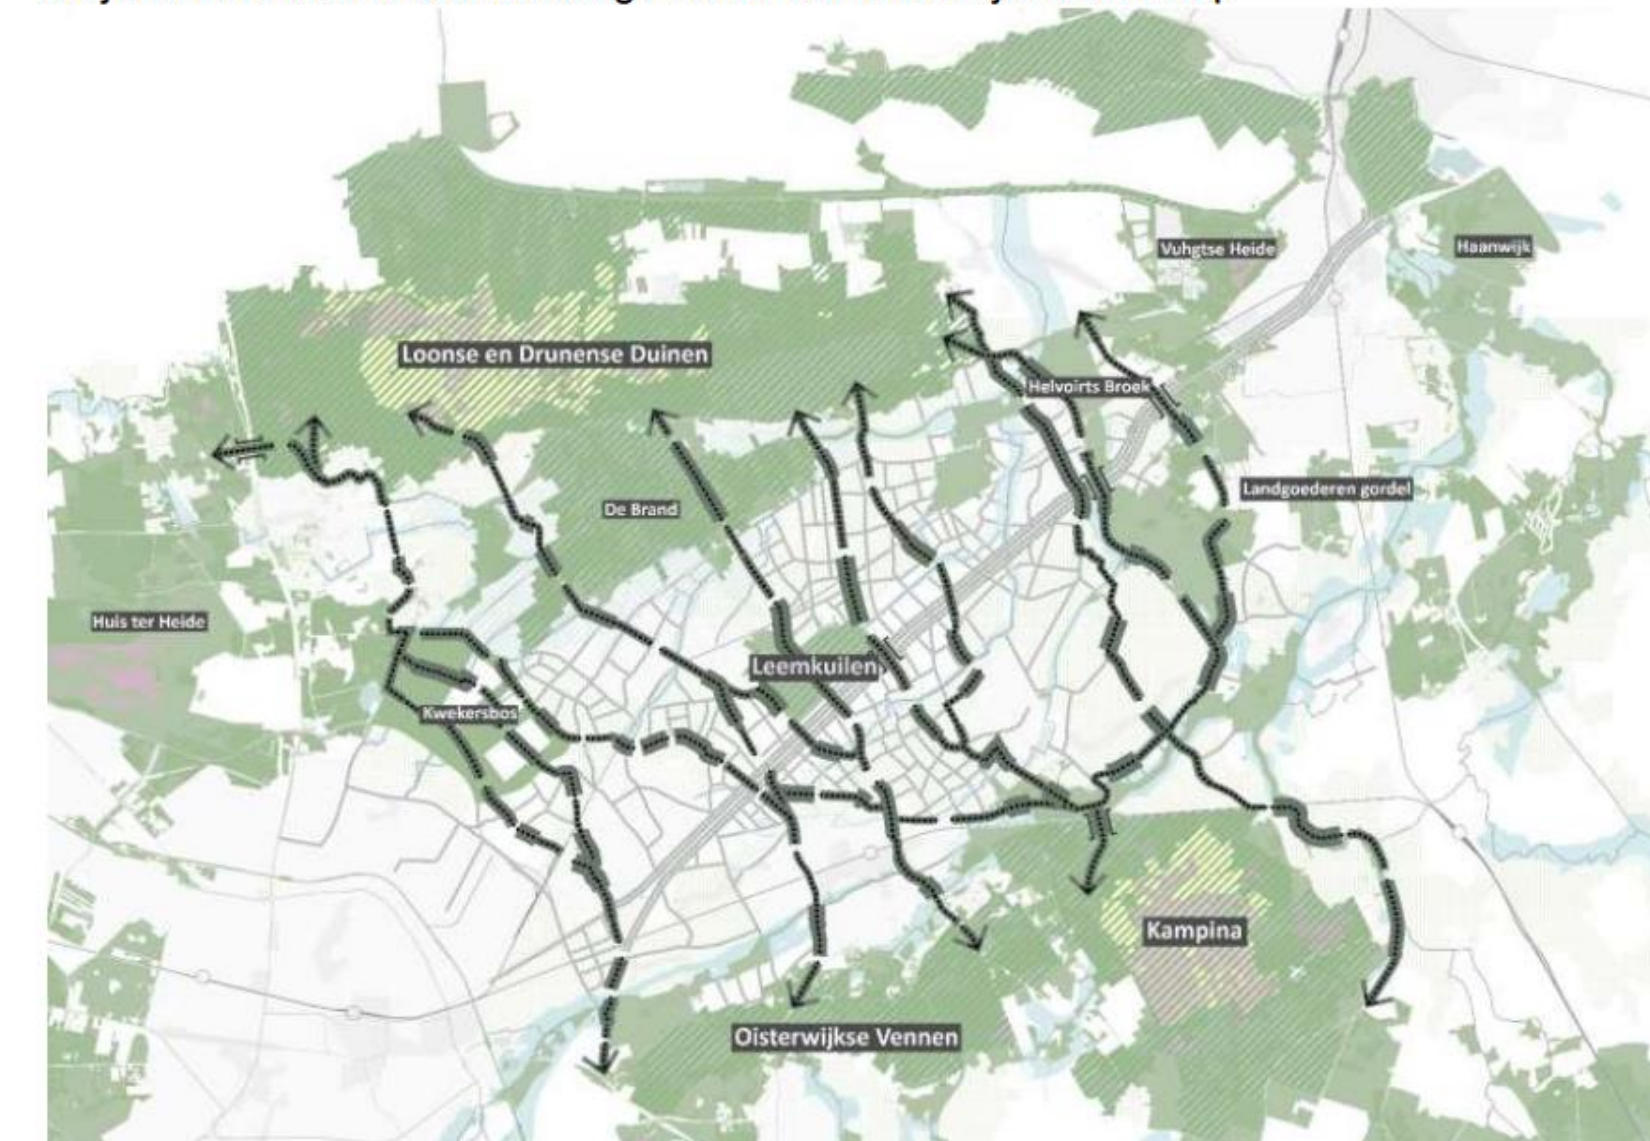 Vuhgtse Heide
Haanwijk
Loonse en Drunense Duinen
Helvoirts Broek
Landgoederen gordel
De Brand
Huis ter Heide
Leemkuilen
Kwekersbos
Kampina
Oisterwijkse Vennen